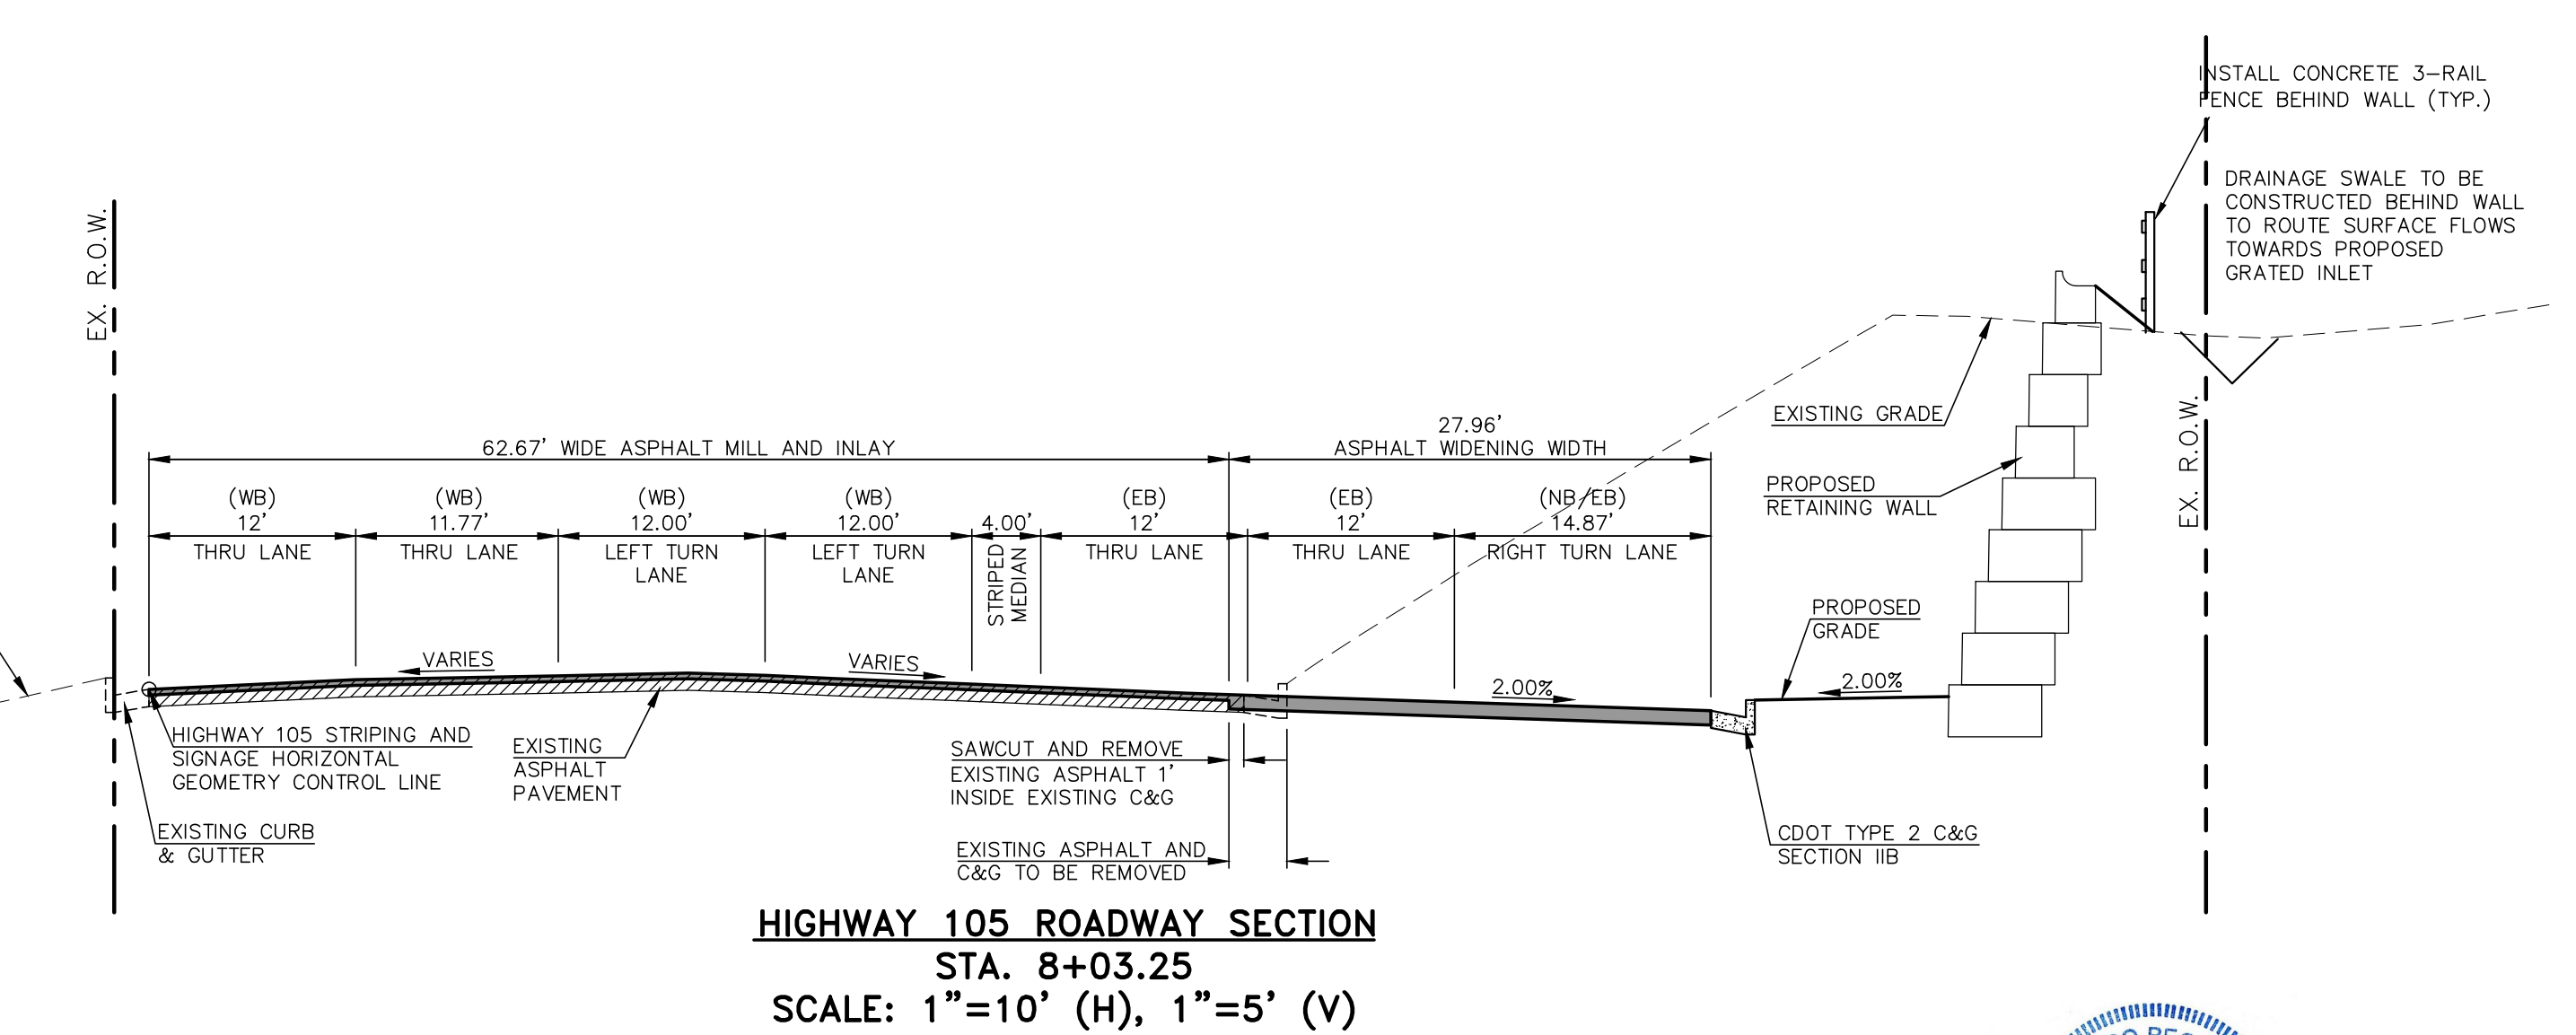 INSTALL CONCRETE 3-RAIL
FENCE BEHIND WALL (TYP.)
DRAINAGE SWALE TO BE
CONSTRUCTED BEHIND WALL
TO ROUTE SURFACE FLOWS
TOWARDS PROPOSED
GRATED INLET
EX. R.O.W.
EXISTING GRADE
27.96'
62.67' WIDE ASPHALT MILL AND INLAY
ASPHALT WIDENING WIDTH
EX. R.O.W.
PROPOSED
RETAINING WALL
(WB)
12'
THRU LANE
(WB)
11.77'
THRU LANE
(WB)
12.00'
LEFT TURN
LANE
(WB)
12.00'
LEFT TURN
LANE
4.00'
STRIPED
MEDIAN
(EB)
12'
THRU LANE
(EB)
12'
THRU LANE
(NB/EB)
14.87'
RIGHT TURN LANE
PROPOSED
GRADE
VARIES
VARIES
2.00%
2.00%
HIGHWAY 105 STRIPING AND
SIGNAGE HORIZONTAL
GEOMETRY CONTROL LINE
EXISTING
ASPHALT
PAVEMENT
SAWCUT AND REMOVE
EXISTING ASPHALT 1'
INSIDE EXISTING C&G
EXISTING CURB
& GUTTER
EXISTING ASPHALT AND
C&G TO BE REMOVED
CDOT TYPE 2 C&G
SECTION IIB
HIGHWAY 105 ROADWAY SECTION
STA. 8+03.25
SCALE: 1"=10' (H), 1"=5' (V)